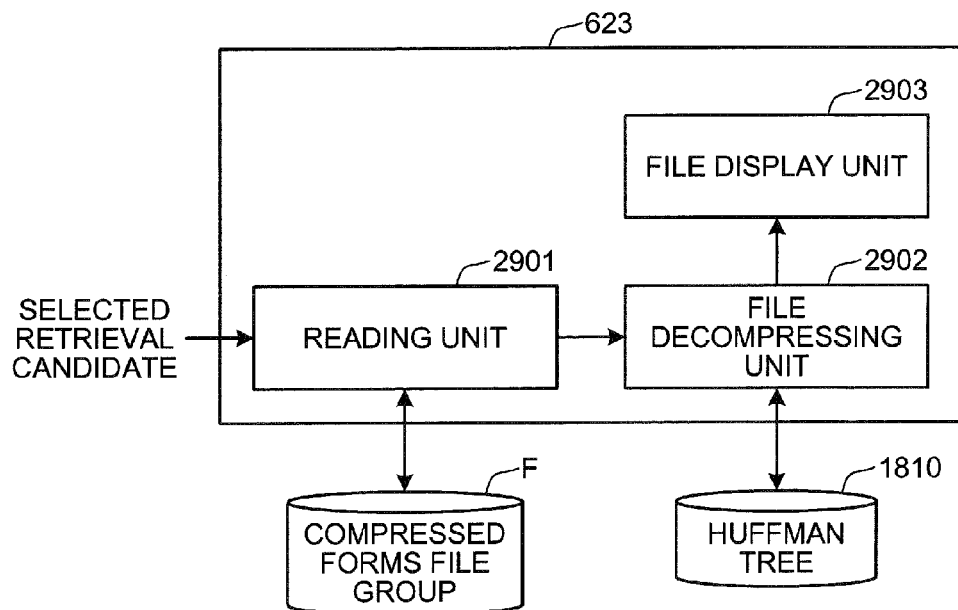 623
2903
FILE DISPLAY UNIT
2901
2902
SELECTED
RETRIEVAL
CANDIDATE
READING UNIT
FILE
DECOMPRESSING
UNIT
F
1810
COMPRESSED
FORMS FILE
GROUP
HUFFMAN
TREE